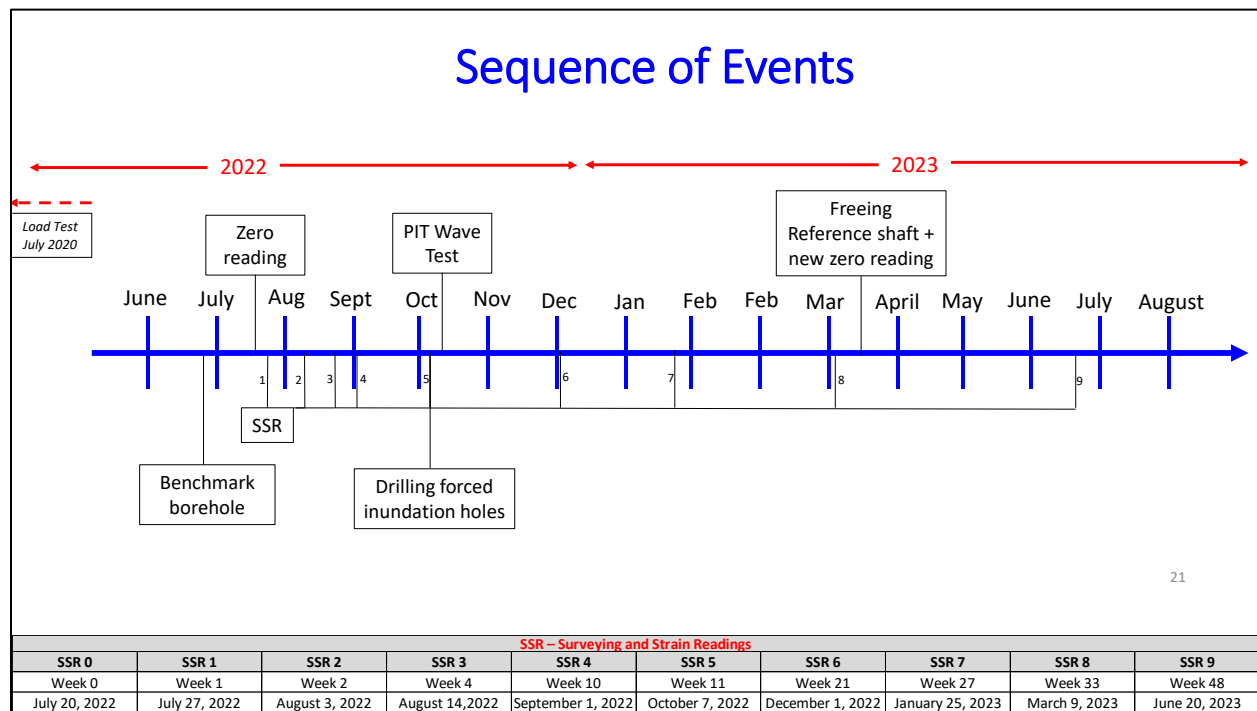 Sequence of Events
2022
2023
Load Test
July 2020
Zero
reading
PIT Wave
Test
Freeing
Reference shaft +
new zero reading
June July Aug Sept Oct Nov Dec Jan Feb Feb Mar April May June July August
1 2 3 4 5 6 7 8 9
SSR
Benchmark
borehole
Drilling forced
inundation holes
21
SSR – Surveying and Strain Readings
SSR 0 SSR 1 SSR 2 SSR 3 SSR 4 SSR 5 SSR 6 SSR 7 SSR 8 SSR 9
Week 0 Week 1 Week 2 Week 4 Week 10 Week 11 Week 21 Week 27 Week 33 Week 48
July 20, 2022 July 27, 2022 August 3, 2022 August 14,2022 September 1, 2022 October 7, 2022 December 1, 2022 January 25, 2023 March 9, 2023 June 20, 2023